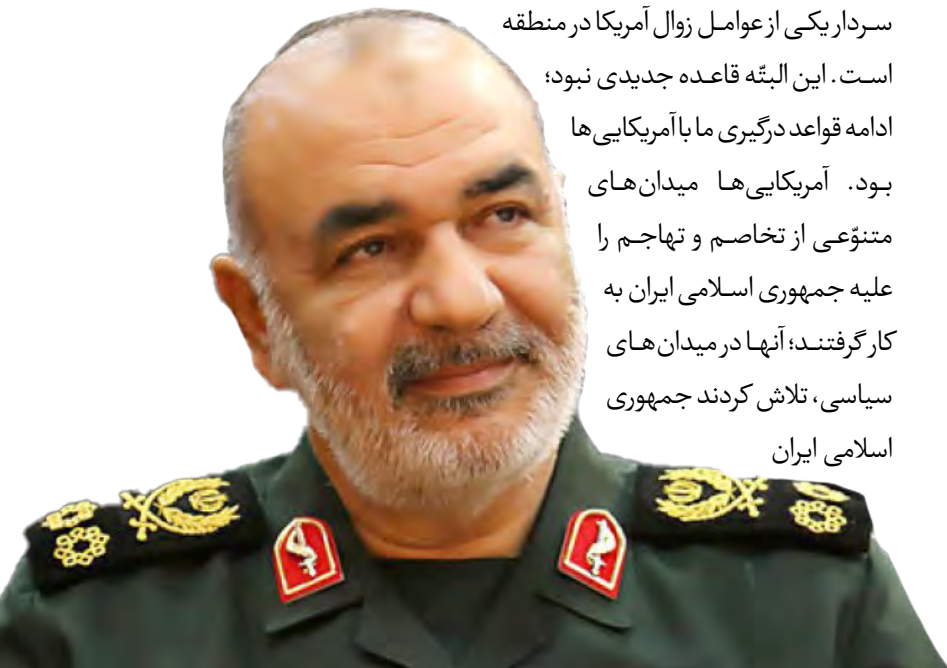 سردار یکی از عوامل زوال آمریکا در منطقه
است. این البتّه قاعده جدیدی نبود؛
ادامه قواعد درگیری ما با آمریکایی‌ها
بود. آمریکایی‌ها میدان‌های
متنوّعی از تخاصم و تهاجم را
علیه جمهوری اسلامی ایران به
کار گرفتند؛ آنها در میدان‌های
سیاسی، تلاش کردند جمهوری
اسلامی ایران